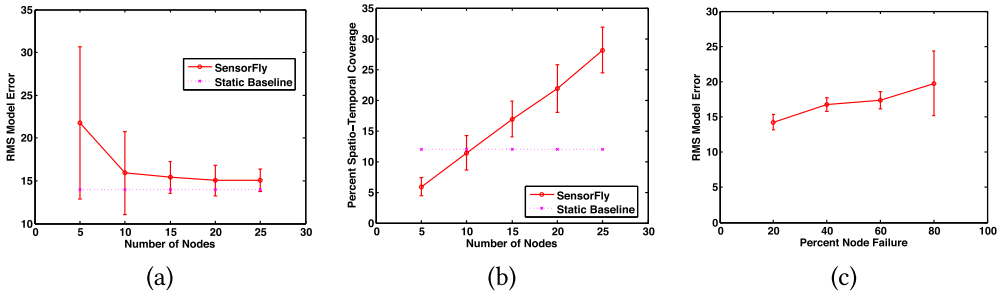 35
30
25
20
15
10
RMS Model Error
SensorFly
Static Baseline
0 5 10 15 20 25 30
Number of Nodes
(a)
35
30
25
20
15
10
5
0
Percent Spatio−Temporal Coverage
SensorFly
Static Baseline
0 5 10 15 20 25 30
Number of Nodes
(b)
30
25
20
15
10
5
0
RMS Model Error
0 20 40 60 80 100
Percent Node Failure
(c)